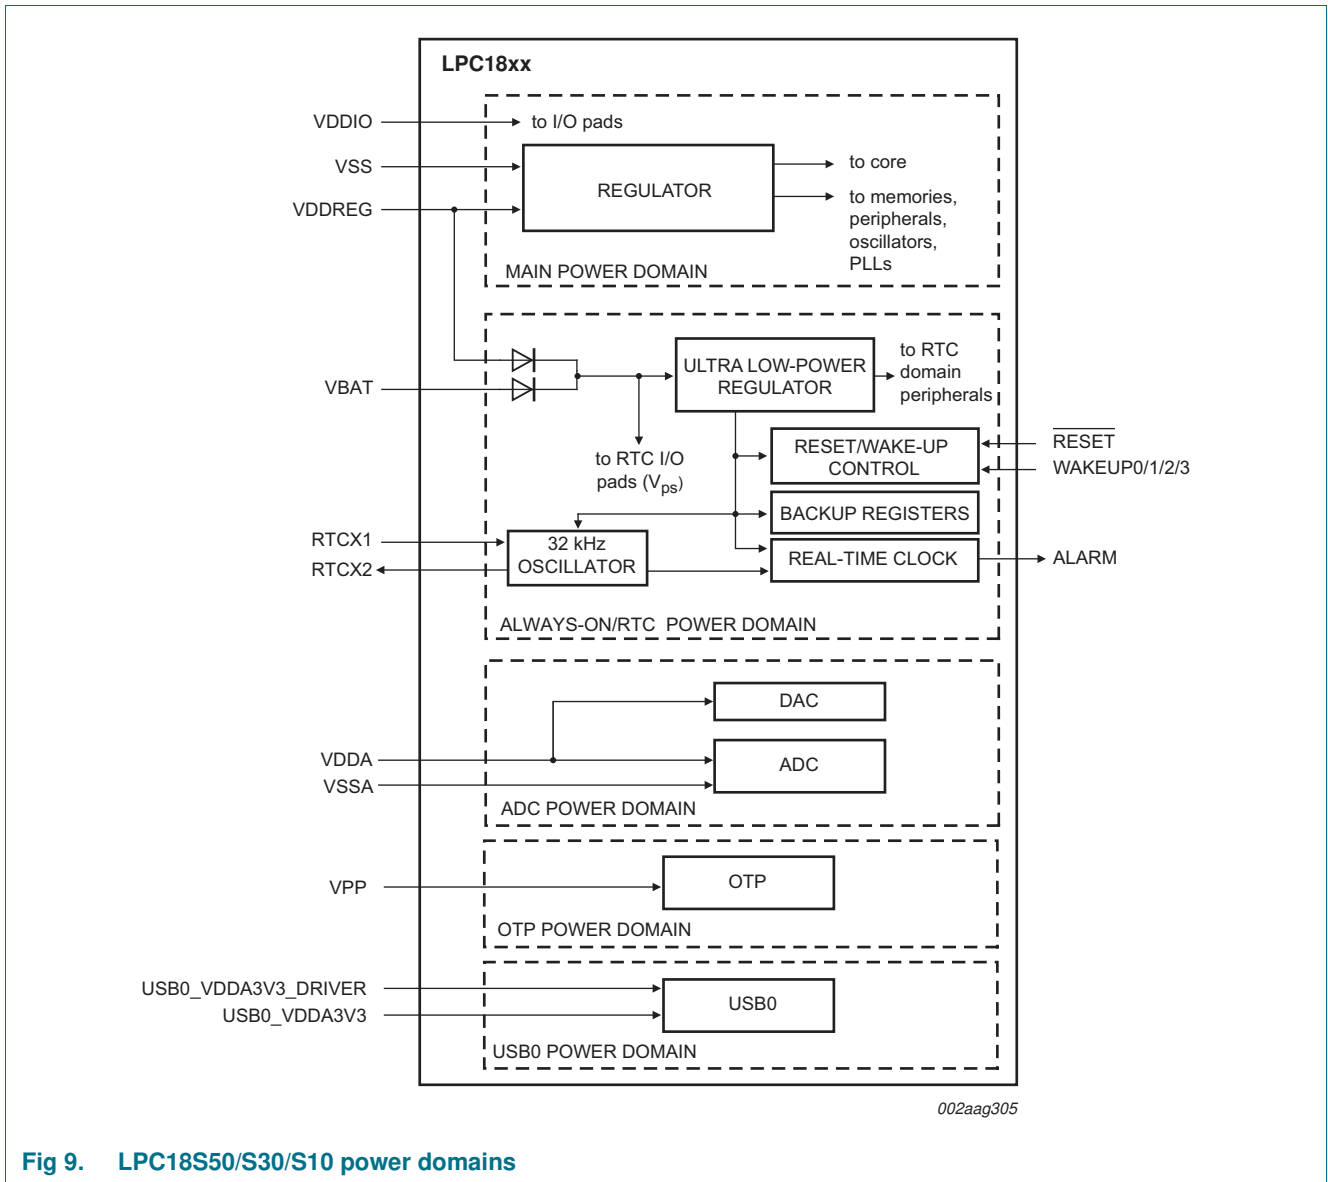 LPC18xx
VDDIO
to I/O pads
VSS
REGULATOR
to core
VDDREG
to memories,
peripherals,
oscillators,
PLLs
MAIN POWER DOMAIN
VBAT
ULTRA LOW-POWER
REGULATOR
to RTC
domain
peripherals
to RTC I/O
pads (Vps)
RESET/WAKE-UP
CONTROL
RESET
WAKEUP0/1/2/3
BACKUP REGISTERS
RTCX1
RTCX2
32 kHz
OSCILLATOR
REAL-TIME CLOCK
ALARM
ALWAYS-ON/RTC POWER DOMAIN
DAC
VDDA
VSSA
ADC
ADC POWER DOMAIN
VPP
OTP
OTP POWER DOMAIN
USB0_VDDA3V3_DRIVER
USB0_VDDA3V3
USB0
USB0 POWER DOMAIN
002aag305
Fig 9. LPC18S50/S30/S10 power domains